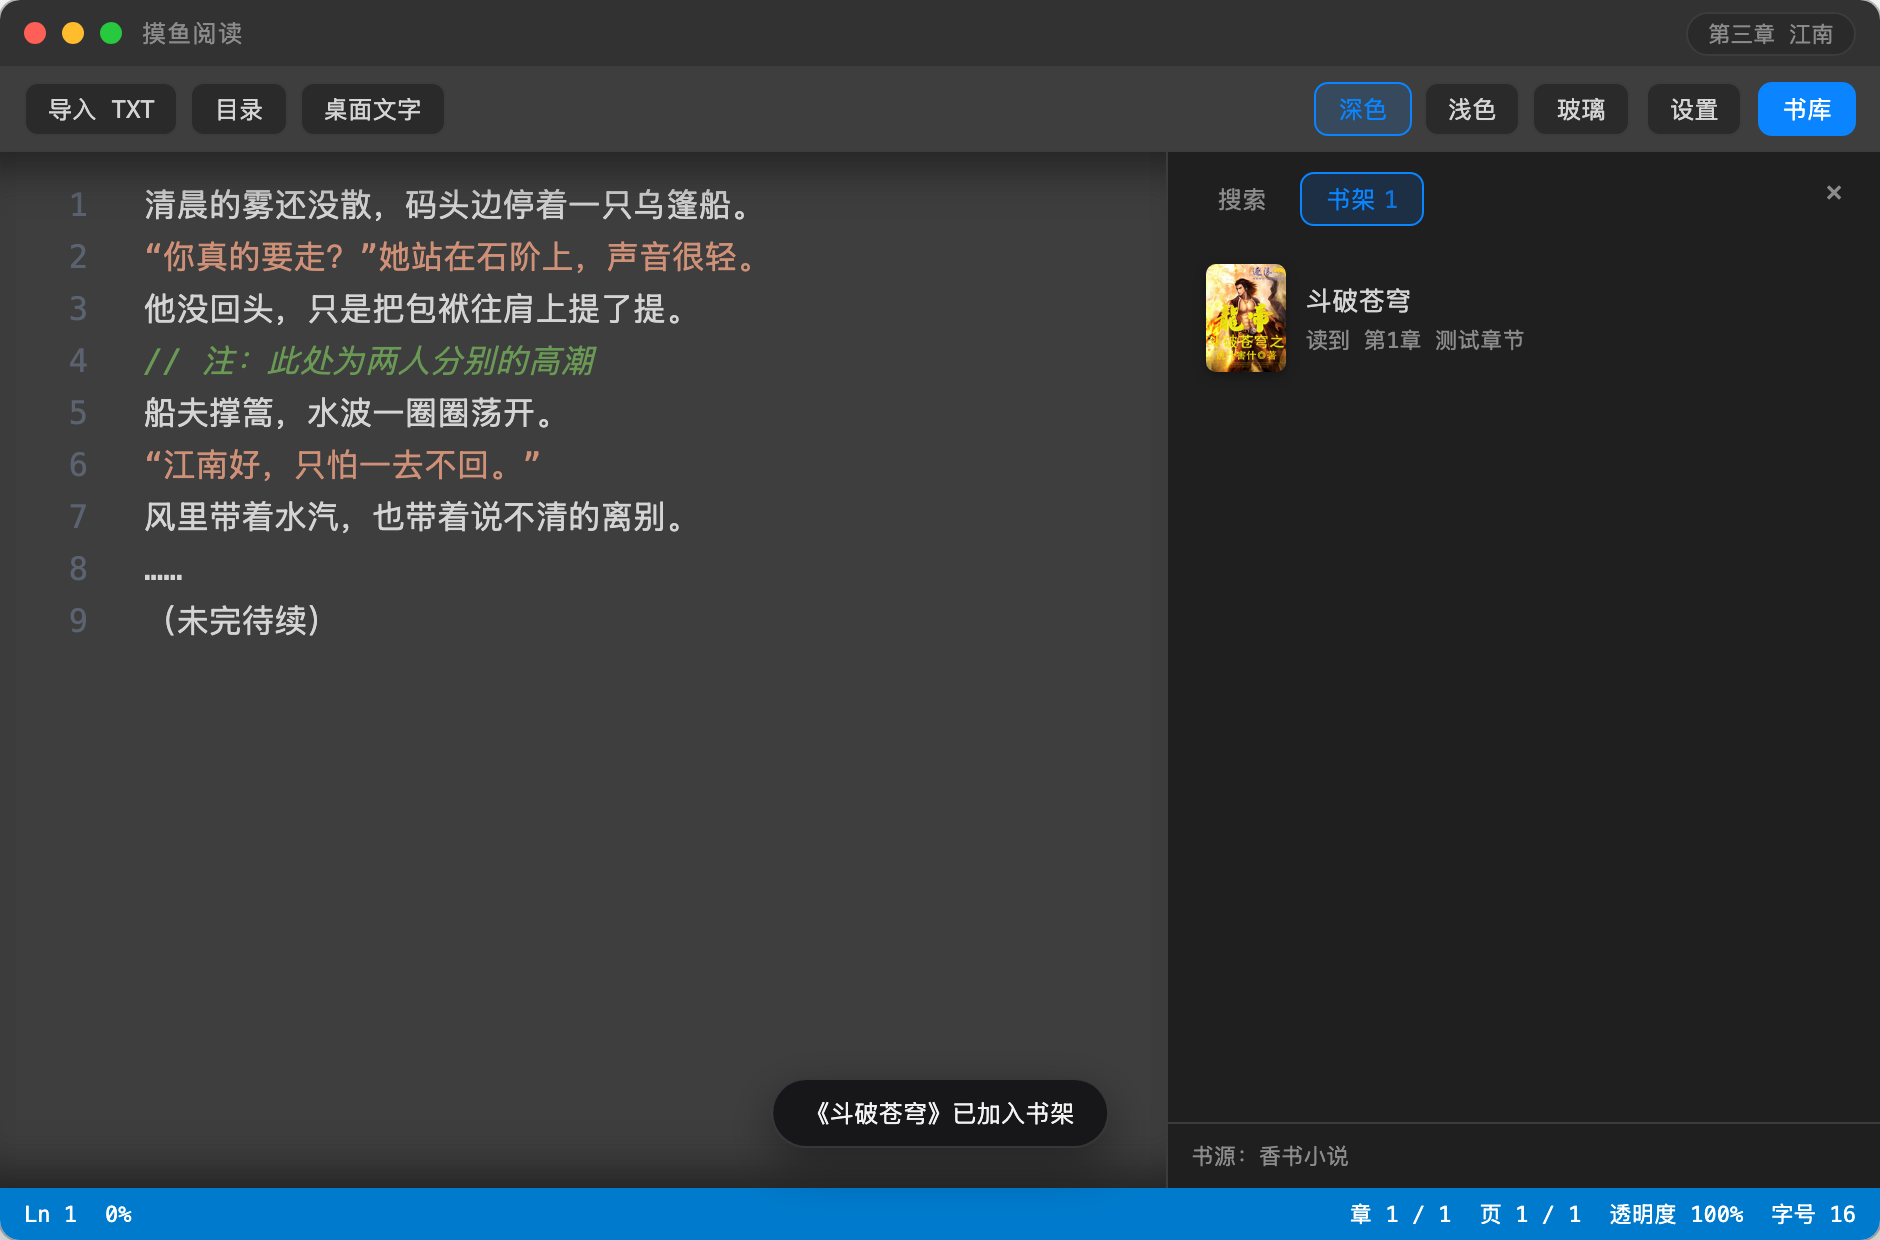 摸鱼阅读
第三章 江南
导入 TXT 目录 桌面文字
深色 浅色 玻璃 设置 书库
1 清晨的雾还没散，码头边停着一只乌篷船。
2 “你真的要走？”她站在石阶上，声音很轻。
3 他没回头，只是把包袱往肩上提了提。
4 // 注：此处为两人分别的高潮
5 船夫撑篙，水波一圈圈荡开。
6 “江南好，只怕一去不回。”
7 风里带着水汽，也带着说不清的离别。
8 ……
9 （未完待续）
搜索 书架 1 ×
龍帝
斗破苍穹之
斗破苍穹
读到 第1章 测试章节
《斗破苍穹》已加入书架
书源：香书小说
Ln 1 0%
章 1 / 1 页 1 / 1 透明度 100% 字号 16